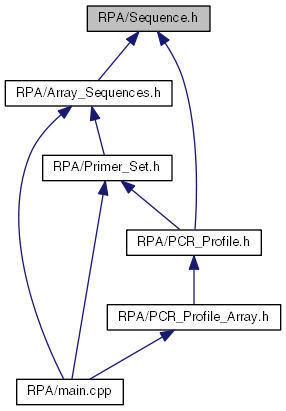 RPA/Sequence.h
RPA/Array_Sequences.h
RPA/Primer_Set.h
RPA/PCR_Profile.h
RPA/PCR_Profile_Array.h
RPA/main.cpp